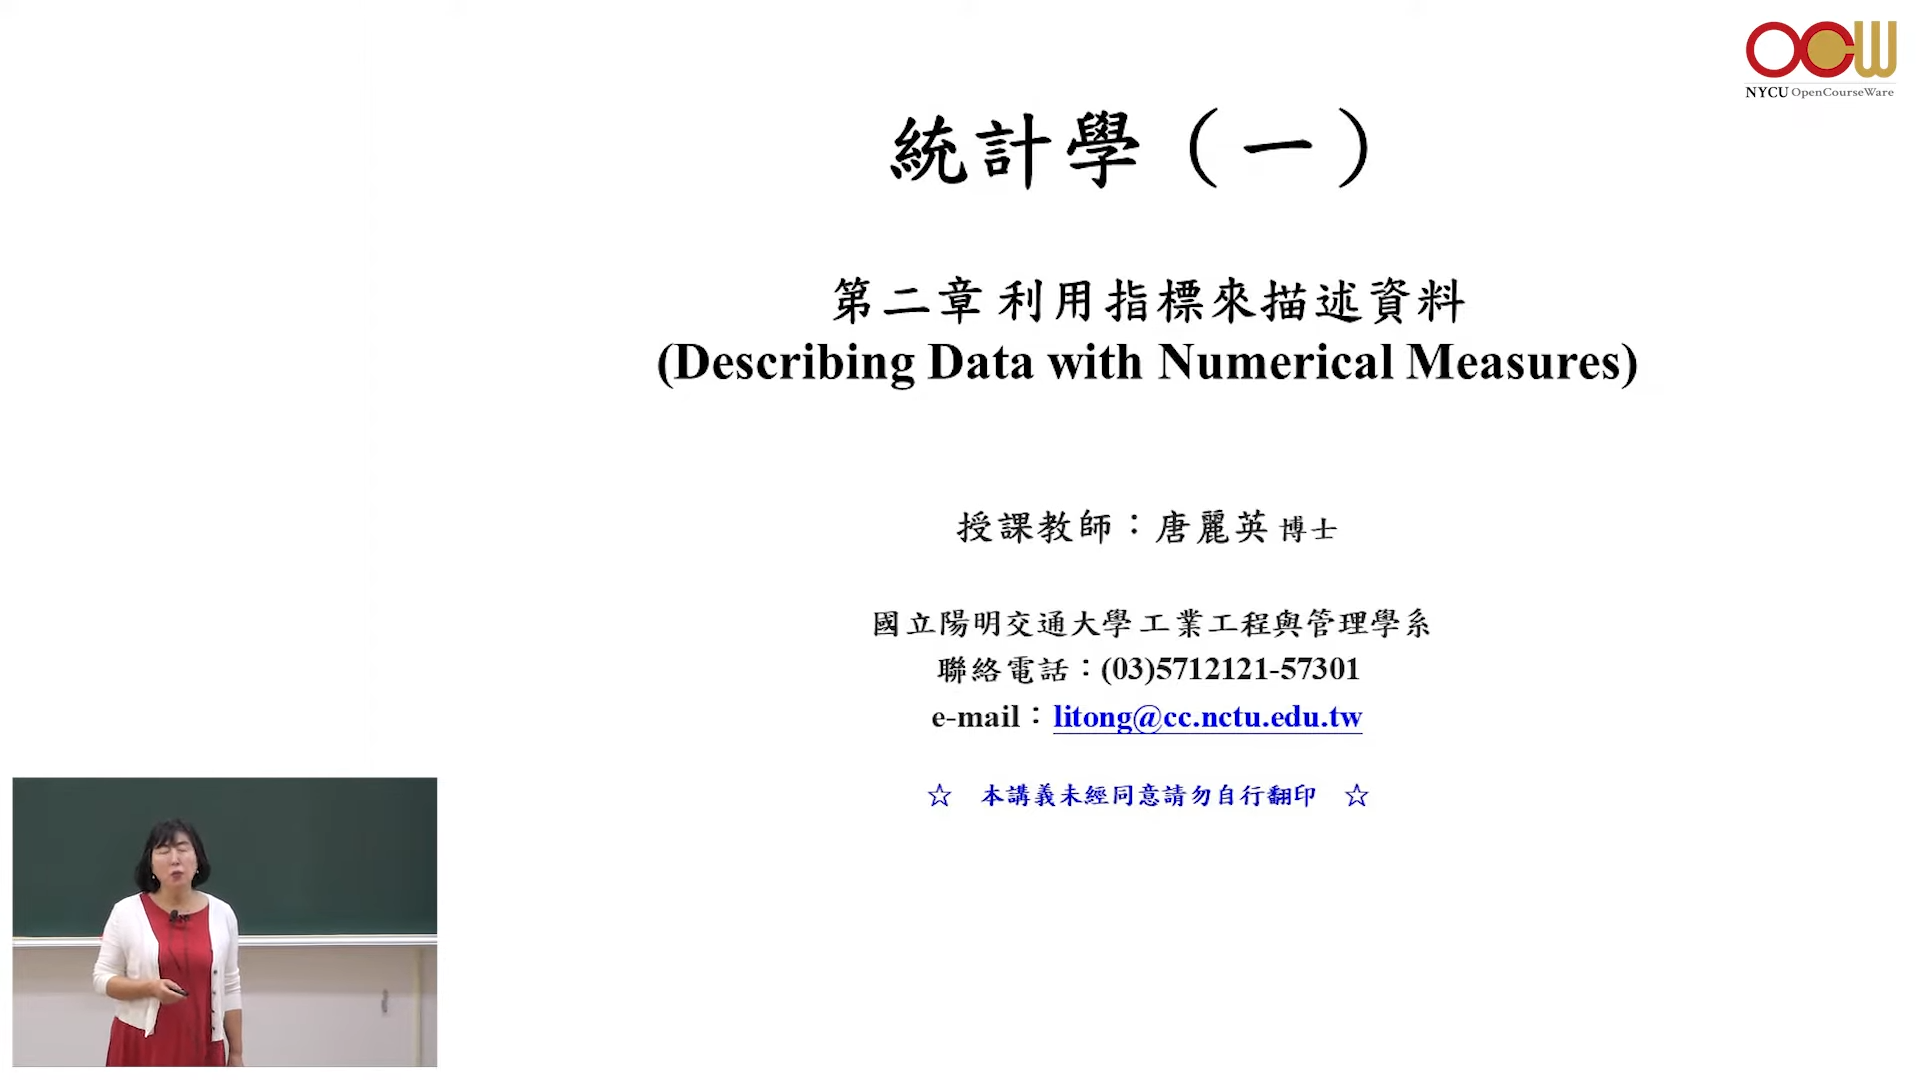 OCW
NYCU OpenCourseWare
統計學（一）
第二章 利用指標來描述資料
(Describing Data with Numerical Measures)
授課教師：唐麗英 博士
國立陽明交通大學 工業工程與管理學系
聯絡電話：(03)5712121-57301
e-mail：litong@cc.nctu.edu.tw
☆ 本講義未經同意請勿自行翻印 ☆